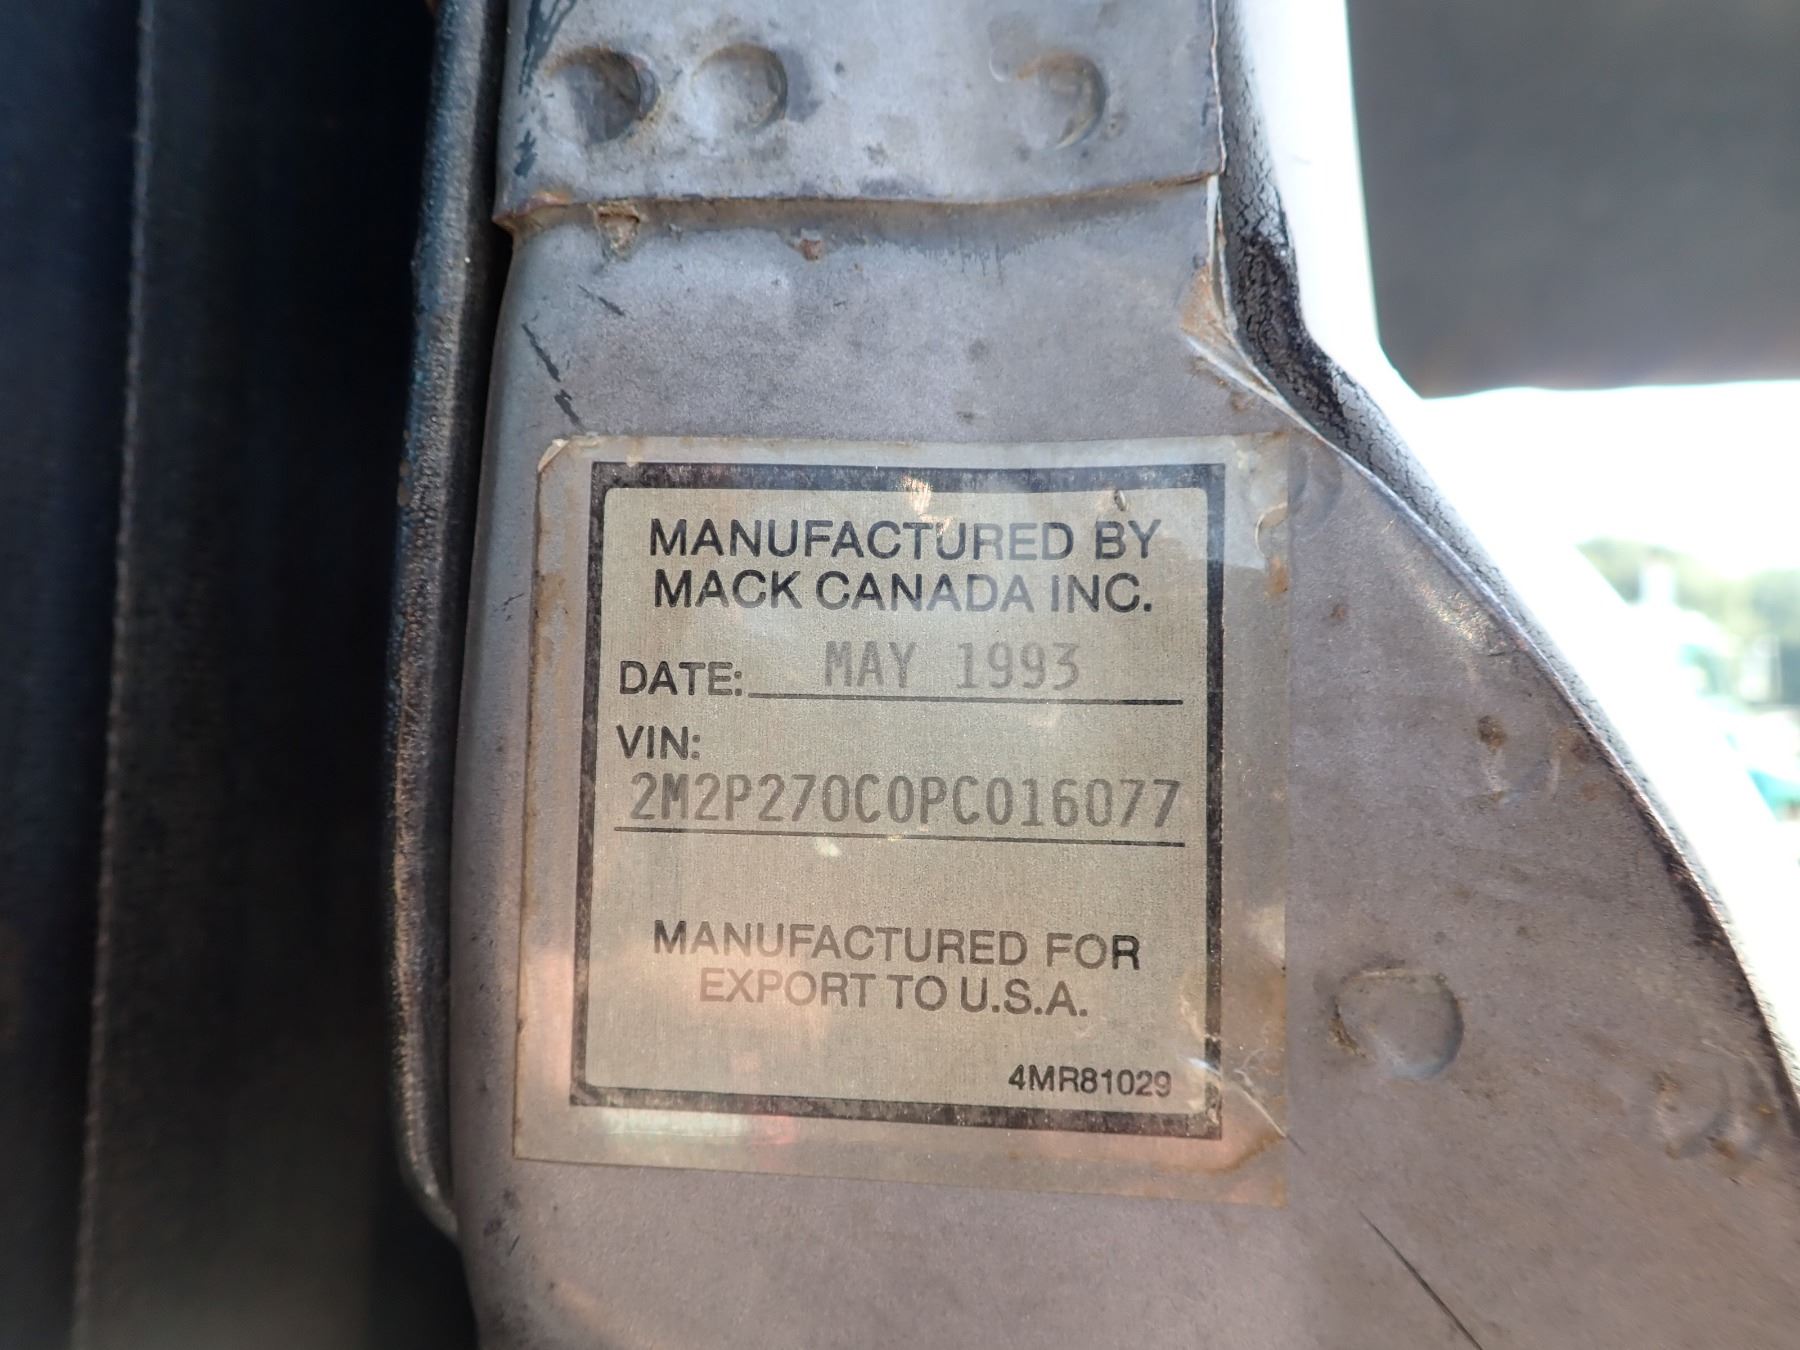 MANUFACTURED BY
MACK CANADA INC.
DATE: MAY 1993
VIN:
2M2P270C0PC016077
MANUFACTURED FOR
EXPORT TO U.S.A.
4MR81029